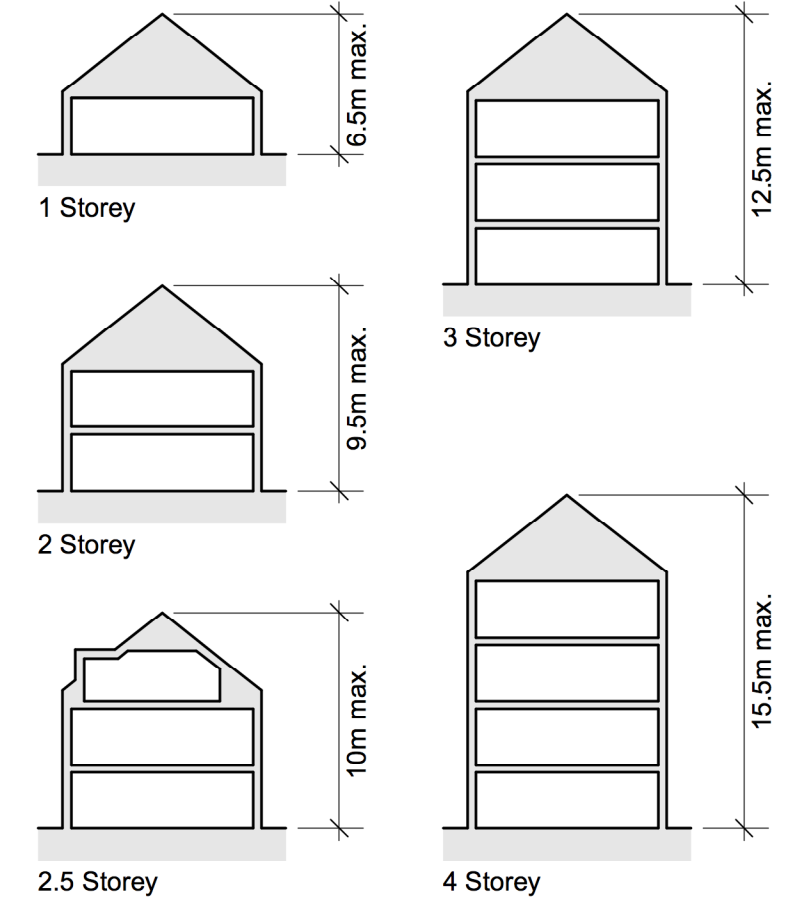 6.5m max.
1 Storey
9.5m max.
2 Storey
10m max.
2.5 Storey
12.5m max.
3 Storey
15.5m max.
4 Storey